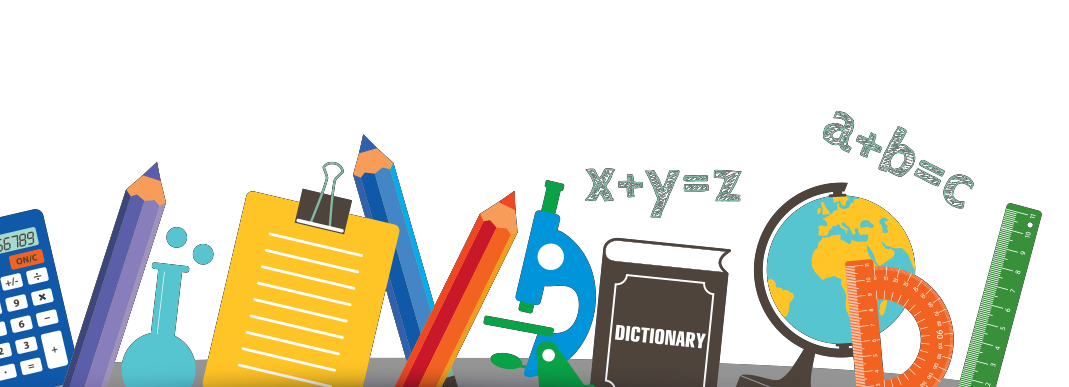 56789
ON/C
+/- ÷
9 ×
6 −
2 3 +
. =
x+y=z
DICTIONARY
a+b=c